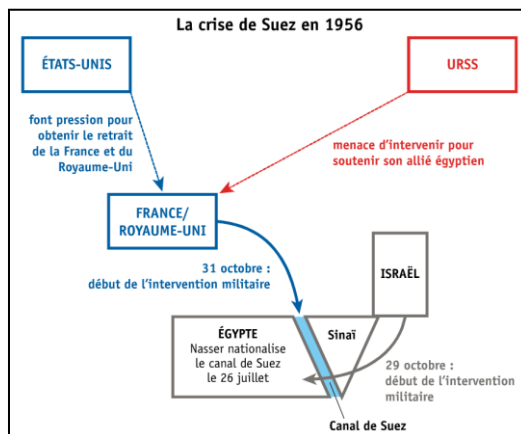 La crise de Suez en 1956
ÉTATS-UNIS
URSS
font pression pour
obtenir le retrait
de la France et du
Royaume-Uni
menace d'intervenir pour
soutenir son allié égyptien
FRANCE/
ROYAUME-UNI
31 octobre :
début de l'intervention militaire
ISRAËL
ÉGYPTE
Nasser nationalise
le canal de Suez
le 26 juillet
Sinaï
29 octobre :
début de l'intervention
militaire
Canal de Suez